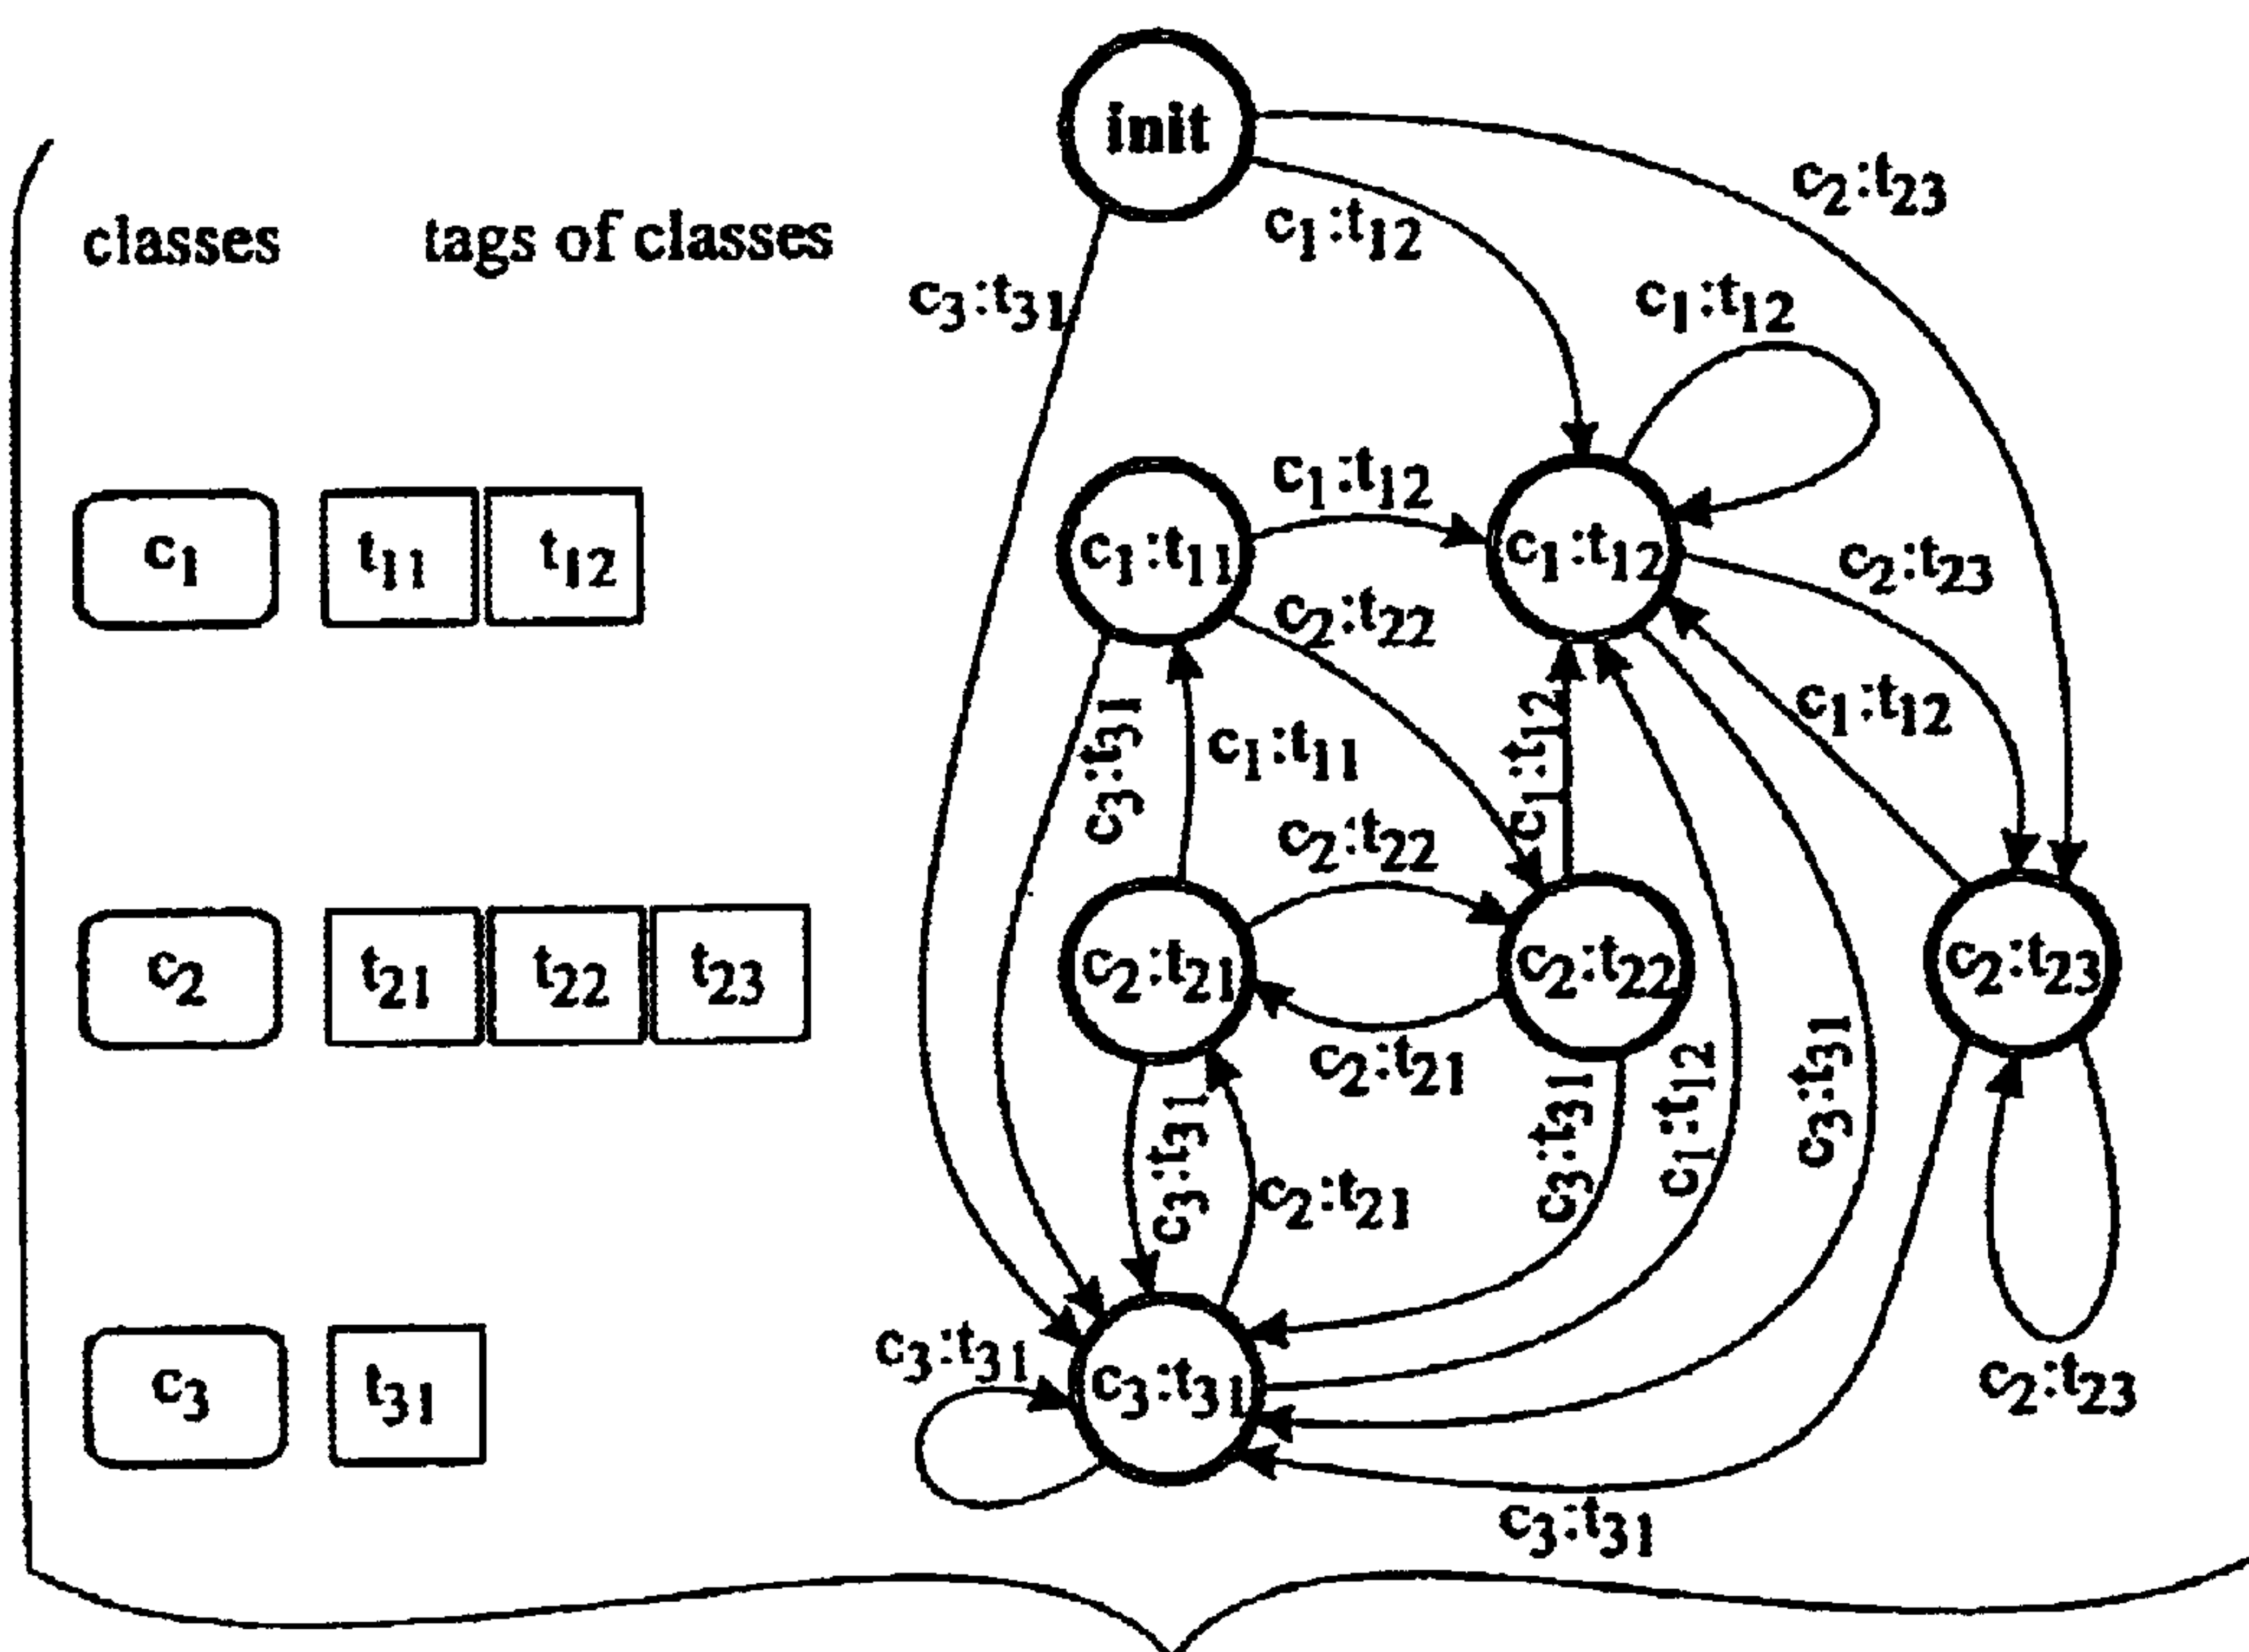 init
c2:t23
classes tags of classes
c1:t12
c3:t31
c1:t12
c1:t12
c1 t11 t12
c1:t11
c1:t12
c2:t23
c2:t22
c1:t12
c3:t31
c1:t11
c1:t12
c2:t22
c2 t21 t22 t23
c2:t21
c2:t22
c2:t23
c2:t21
c3:t31
c1:t12
c3:t31
c3:t31
c2:t21
c3:t31
c3 t31
c3:t31
c2:t23
c3:t31